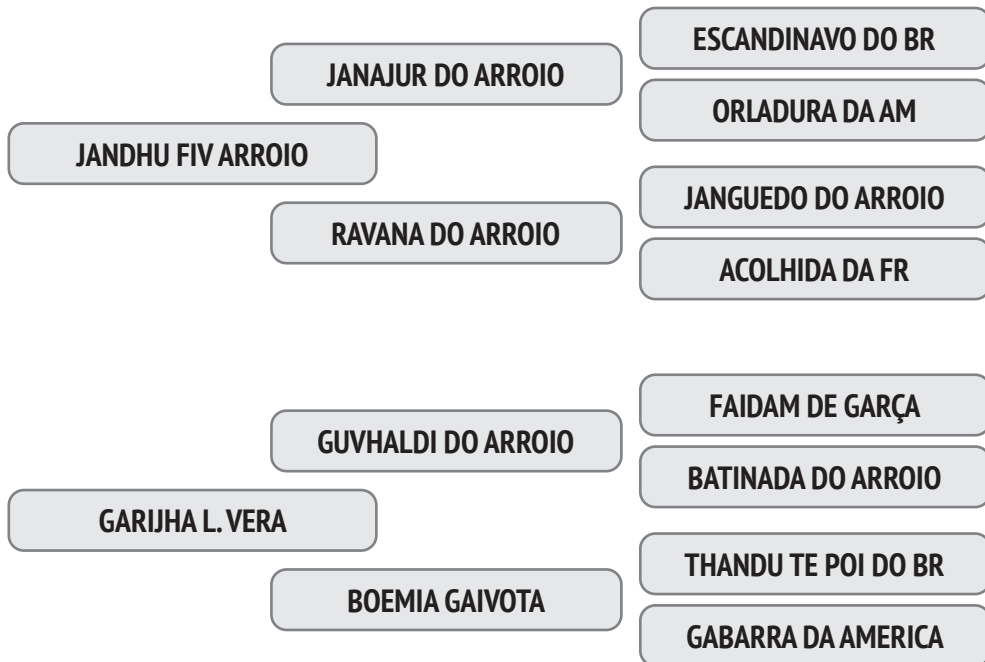 ESCANDINAVO DO BR
JANAJUR DO ARROIO
ORLADURA DA AM
JANDHU FIV ARROIO
JANGUEDO DO ARROIO
RAVANA DO ARROIO
ACOLHIDA DA FR
FAIDAM DE GARÇA
GUVHALDI DO ARROIO
BATINADA DO ARROIO
GARIJHA L. VERA
THANDU TE POI DO BR
BOEMIA GAIVOTA
GABARRA DA AMERICA